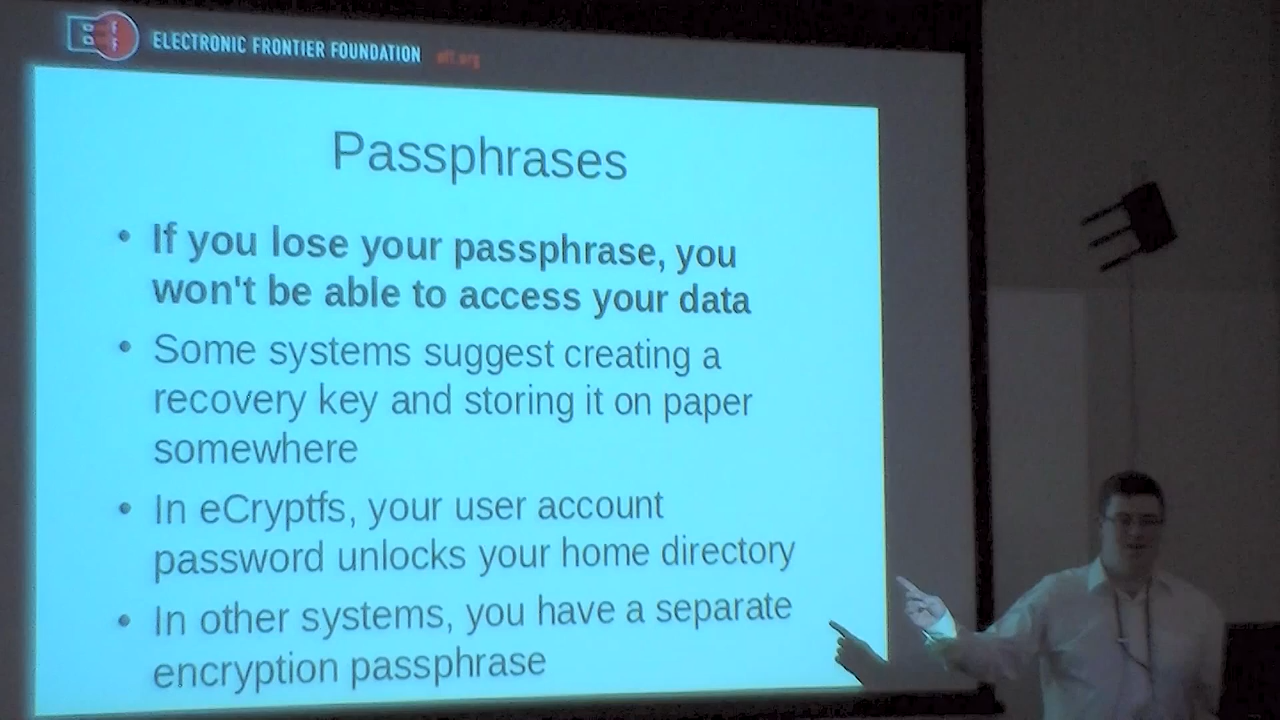 E F F ELECTRONIC FRONTIER FOUNDATION eff.org
Passphrases
• If you lose your passphrase, you
won't be able to access your data
• Some systems suggest creating a
recovery key and storing it on paper
somewhere
• In eCryptfs, your user account
password unlocks your home directory
• In other systems, you have a separate
encryption passphrase